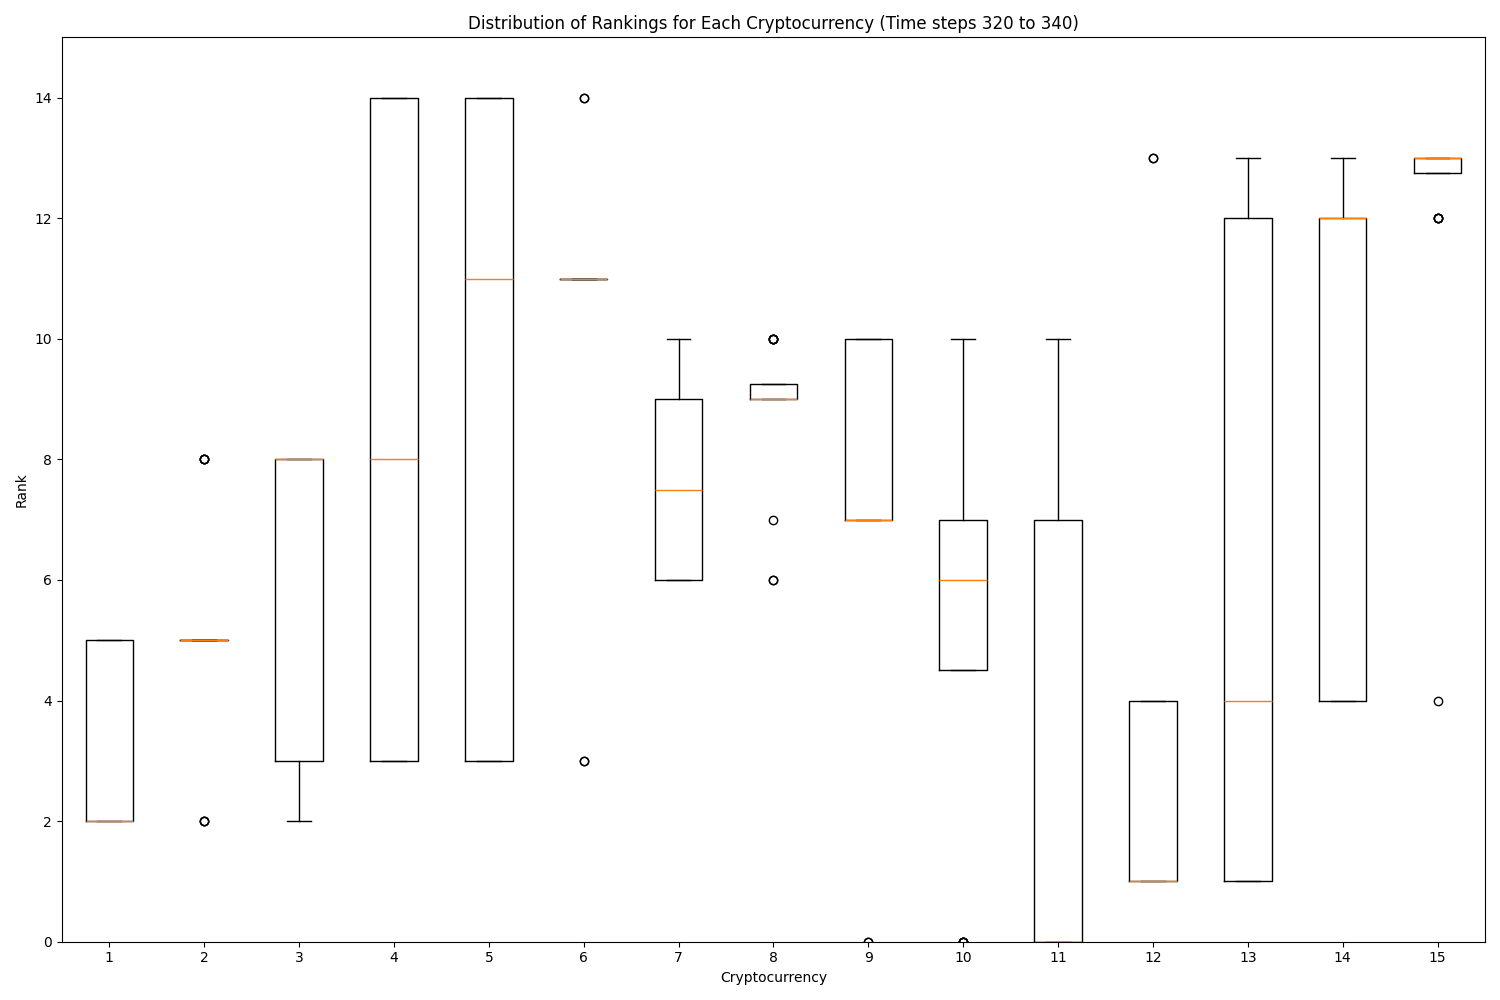 Distribution of Rankings for Each Cryptocurrency (Time steps 320 to 340)
14
12
10
8
6
4
2
0
Rank
1 2 3 4 5 6 7 8 9 10 11 12 13 14 15
Cryptocurrency